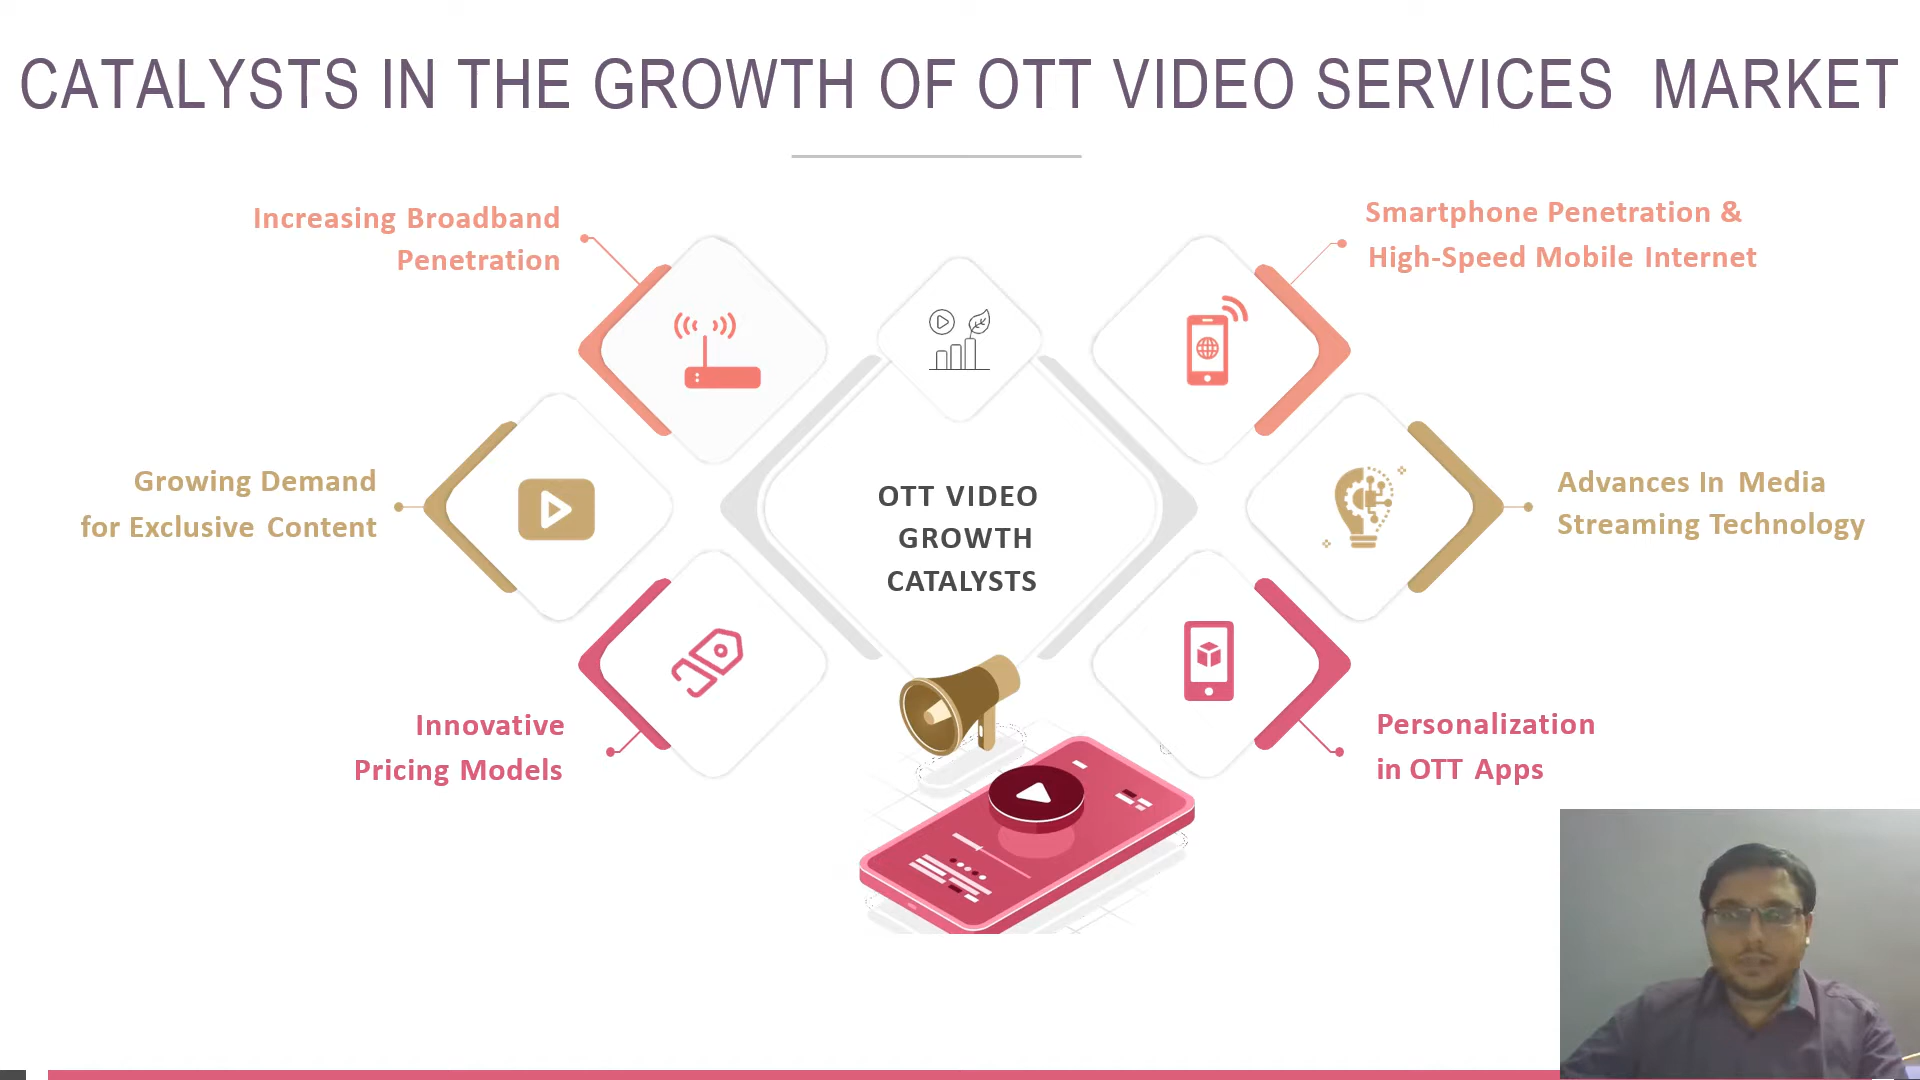 CATALYSTS IN THE GROWTH OF OTT VIDEO SERVICES MARKET
Increasing Broadband
Penetration
Smartphone Penetration &
High-Speed Mobile Internet
Growing Demand
for Exclusive Content
OTT VIDEO
GROWTH
CATALYSTS
Advances In Media
Streaming Technology
Innovative
Pricing Models
Personalization
in OTT Apps